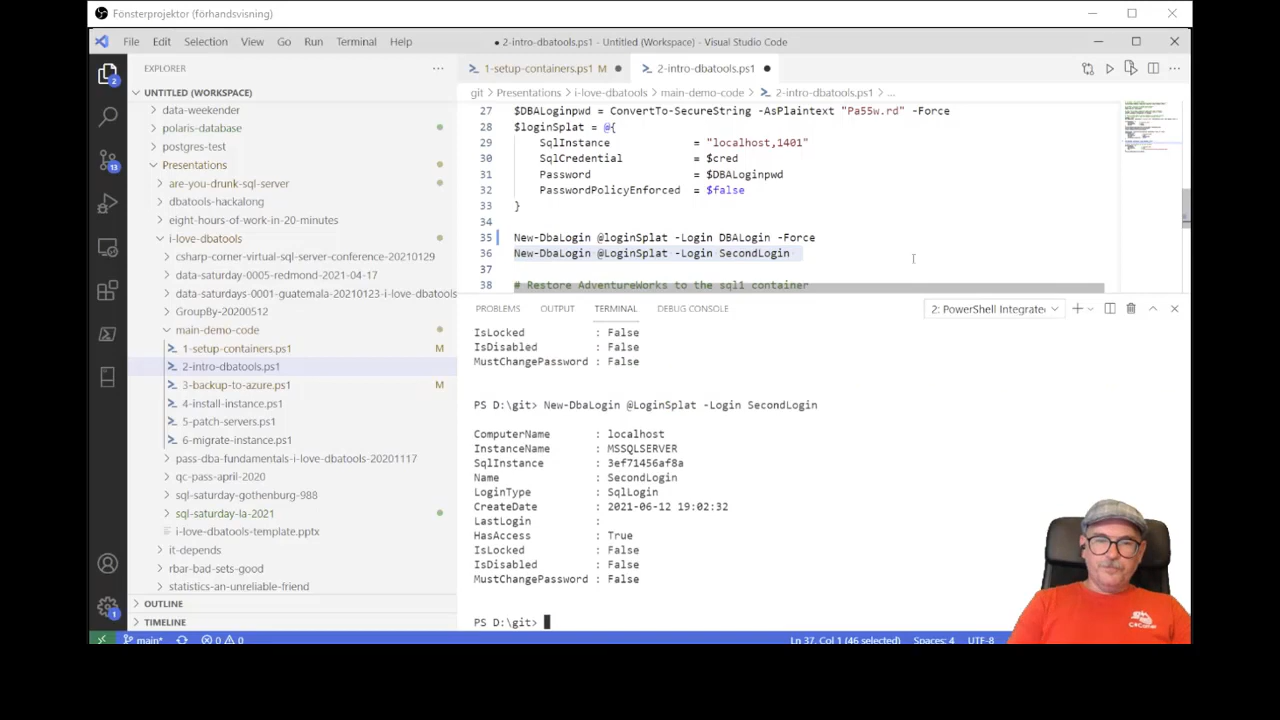 Fönsterprojektor (förhandsvisning)
File Edit Selection View Go Run Terminal Help
2-intro-dbatools.ps1 - Untitled (Workspace) - Visual Studio Code
EXPLORER
1-setup-containers.ps1 M
2-intro-dbatools.ps1
UNTITLED (WORKSPACE)
git > Presentations > i-love-dbatools > main-demo-code > 2-intro-dbatools.ps1 > ...
data-weekender
polaris-database
postgres-test
Presentations
are-you-drunk-sql-server
dbatools-hackalong
eight-hours-of-work-in-20-minutes
i-love-dbatools
csharp-corner-virtual-sql-server-conference-20210129
data-saturday-0005-redmond-2021-04-17
data-saturdays-0001-guatemala-20210123-i-love-dbatools
GroupBy-20200512
main-demo-code
1-setup-containers.ps1 M
2-intro-dbatools.ps1
3-backup-to-azure.ps1 M
4-install-instance.ps1
5-patch-servers.ps1
6-migrate-instance.ps1
pass-dba-fundamentals-i-love-dbatools-20201117
qc-pass-april-2020
sql-saturday-gothenburg-988
sql-saturday-la-2021
i-love-dbatools-template.pptx
it-depends
rbar-bad-sets-good
statistics-an-unreliable-friend
OUTLINE
TIMELINE
2
13
1
27 $DBALoginpwd = ConvertTo-SecureString -AsPlaintext "Pa55w.rd" -Force
28 $loginSplat = @{
29 SqlInstance = "localhost,1401"
30 SqlCredential = $cred
31 Password = $DBALoginpwd
32 PasswordPolicyEnforced = $false
33 }
34
35 New-DbaLogin @loginSplat -Login DBALogin -Force
36 New-DbaLogin @LoginSplat -Login SecondLogin
37
38 # Restore AdventureWorks to the sql1 container
PROBLEMS OUTPUT TERMINAL DEBUG CONSOLE
2: PowerShell Integrate
IsLocked : False
IsDisabled : False
MustChangePassword : False
PS D:\git> New-DbaLogin @LoginSplat -Login SecondLogin
ComputerName : localhost
InstanceName : MSSQLSERVER
SqlInstance : 3ef71456af8a
Name : SecondLogin
LoginType : SqlLogin
CreateDate : 2021-06-12 19:02:32
LastLogin :
HasAccess : True
IsLocked : False
IsDisabled : False
MustChangePassword : False
PS D:\git>
main* 0 0
Ln 37, Col 1 (46 selected) Spaces: 4 UTF-8